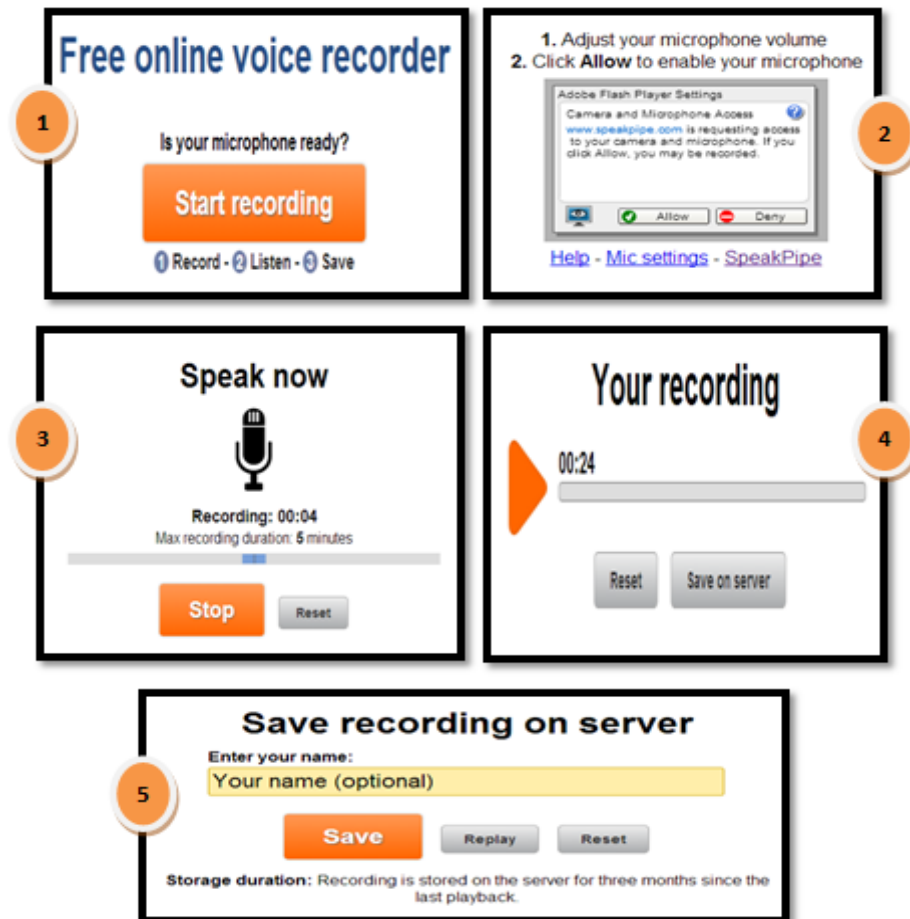 Free online voice recorder
1
Is your microphone ready?
Start recording
1 Record - 2 Listen - 3 Save
1. Adjust your microphone volume
2. Click Allow to enable your microphone
2
Adobe Flash Player Settings
Camera and Microphone Access
?
www.speakpipe.com is requesting access
to your camera and microphone. If you
click Allow, you may be recorded.
Allow
Deny
Help - Mic settings - SpeakPipe
3
Speak now
Recording: 00:04
Max recording duration: 5 minutes
Stop
Reset
4
Your recording
00:24
Reset
Save on server
5
Save recording on server
Enter your name:
Your name (optional)
Save
Replay
Reset
Storage duration: Recording is stored on the server for three months since the
last playback.